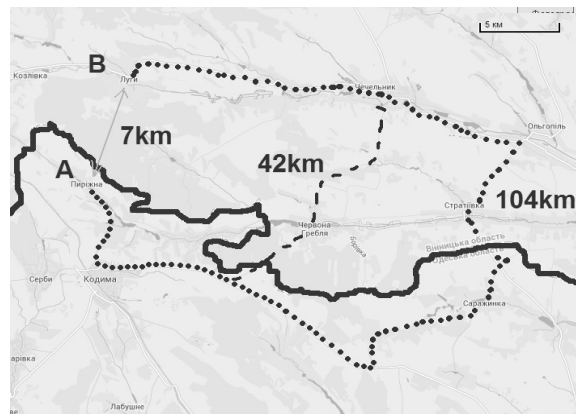 5 км
B
Козлівка
Луги
Чечельник
Ольгопіль
7km
A
Пиріжна
42km
104km
Стратіївка
Червона
Гребля
Вінницька область
Одеська область
Серби
Кодима
Саражинка
Лабушне